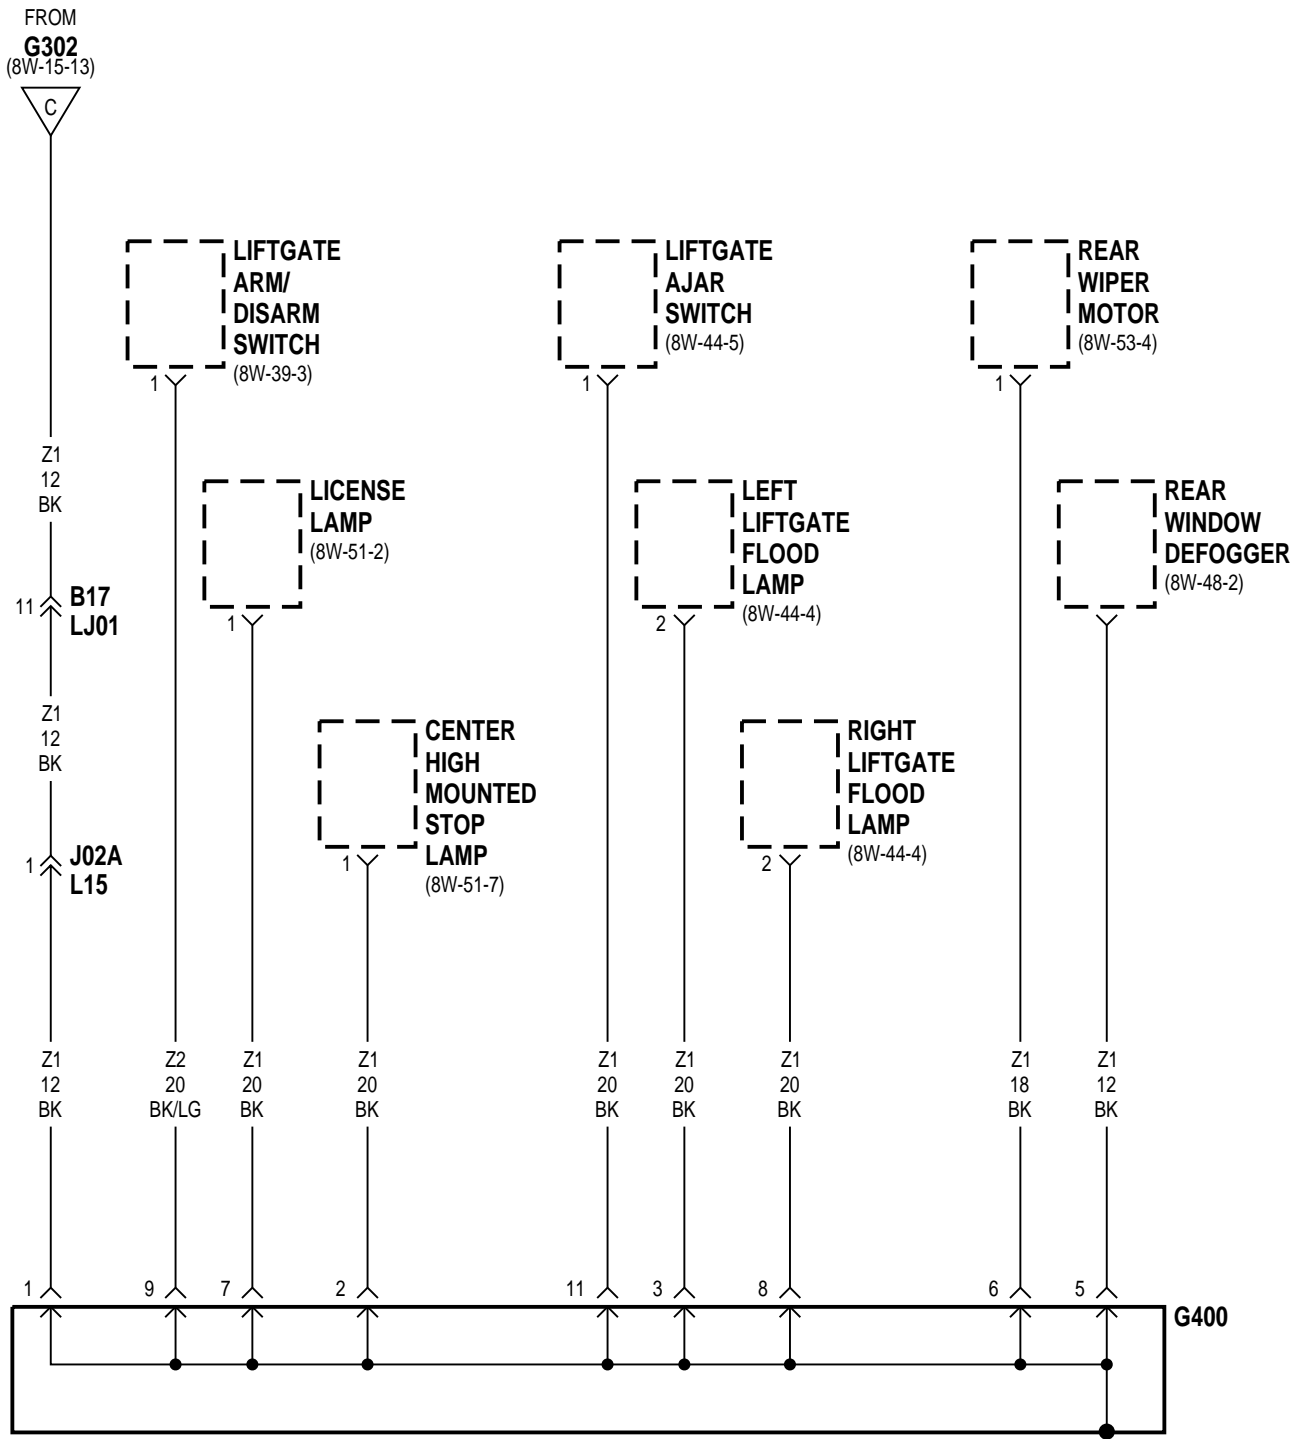 FROM
G302
(8W-15-13)
C
LIFTGATE
ARM/
DISARM
SWITCH
(8W-39-3)
1
LIFTGATE
AJAR
SWITCH
(8W-44-5)
1
REAR
WIPER
MOTOR
(8W-53-4)
1
Z1
12
BK
LICENSE
LAMP
(8W-51-2)
1
LEFT
LIFTGATE
FLOOD
LAMP
(8W-44-4)
2
REAR
WINDOW
DEFOGGER
(8W-48-2)
11
B17
LJ01
Z1
12
BK
CENTER
HIGH
MOUNTED
STOP
LAMP
(8W-51-7)
1
RIGHT
LIFTGATE
FLOOD
LAMP
(8W-44-4)
2
1
J02A
L15
Z1
12
BK
Z2
20
BK/LG
Z1
20
BK
Z1
20
BK
Z1
20
BK
Z1
20
BK
Z1
20
BK
Z1
18
BK
Z1
12
BK
1
9
7
2
11
3
8
6
5
G400